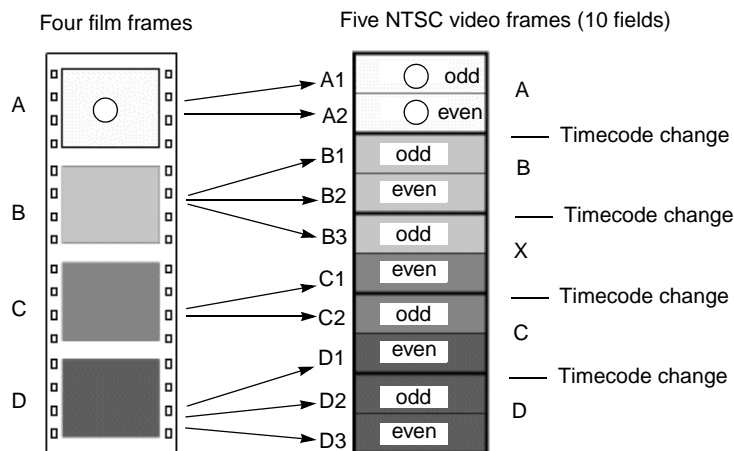 Four film frames
Five NTSC video frames (10 fields)
A
A1
odd
A
A2
even
Timecode change
B1
odd
B
B
B2
even
Timecode change
B3
odd
X
C1
even
Timecode change
C
C2
odd
C
D1
even
Timecode change
D
D2
odd
D
D3
even